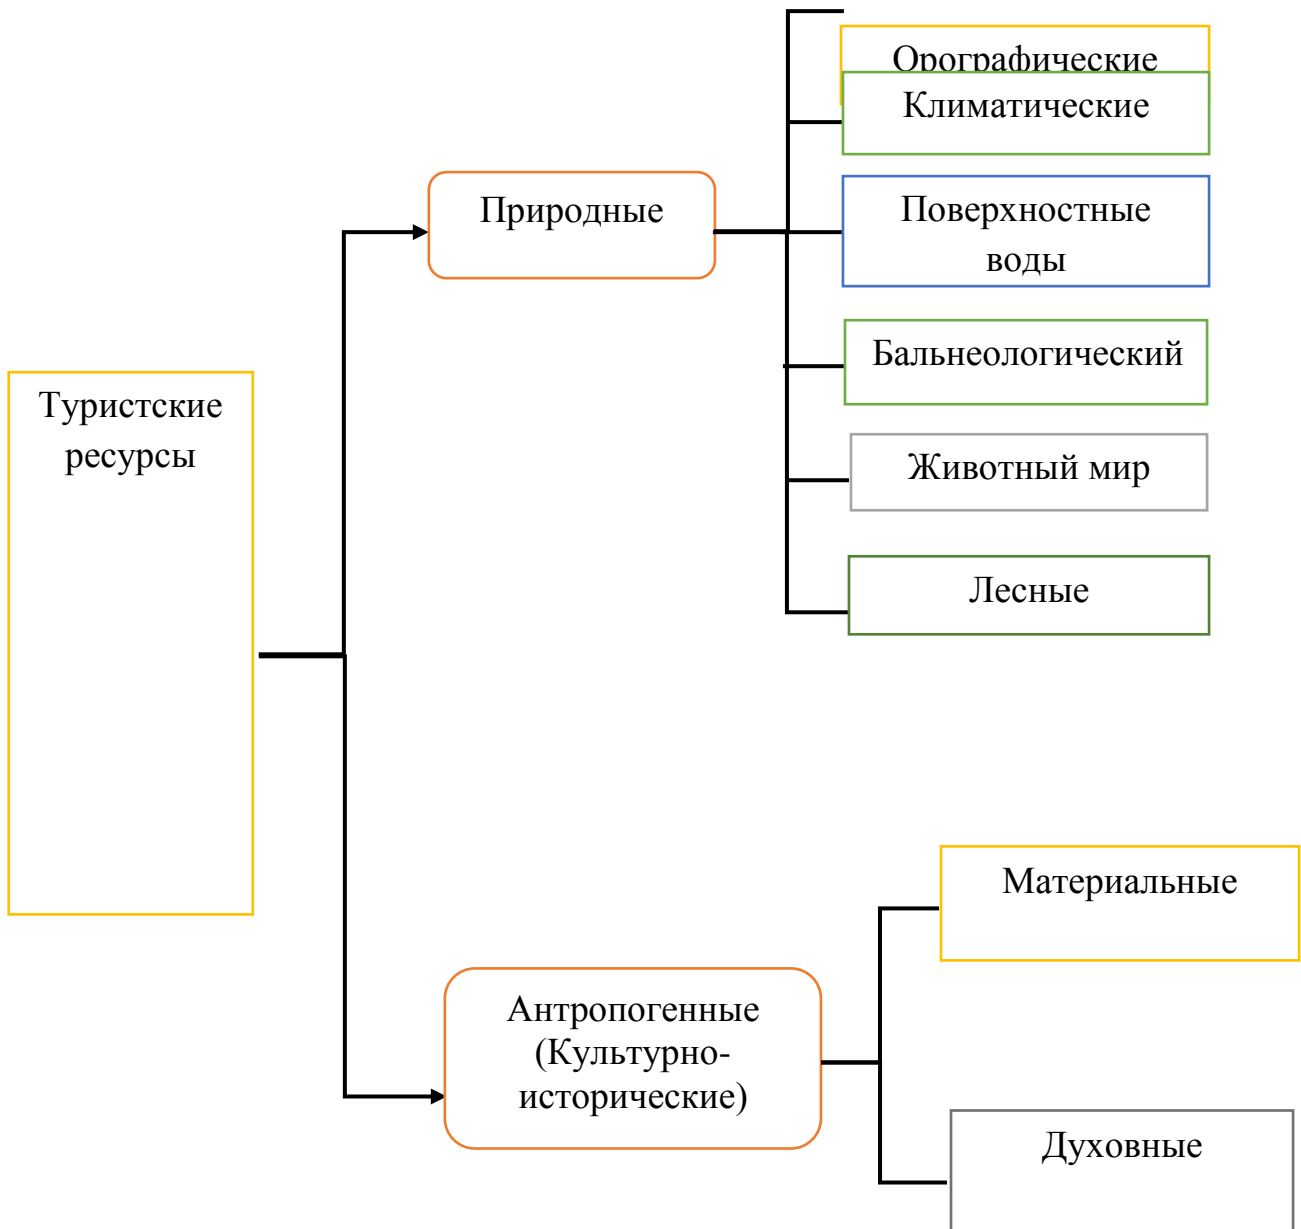 Орографические
Климатические
Природные
Поверхностные
воды
Бальнеологический
Туристские
ресурсы
Животный мир
Лесные
Материальные
Антропогенные
(Культурно-
исторические)
Духовные